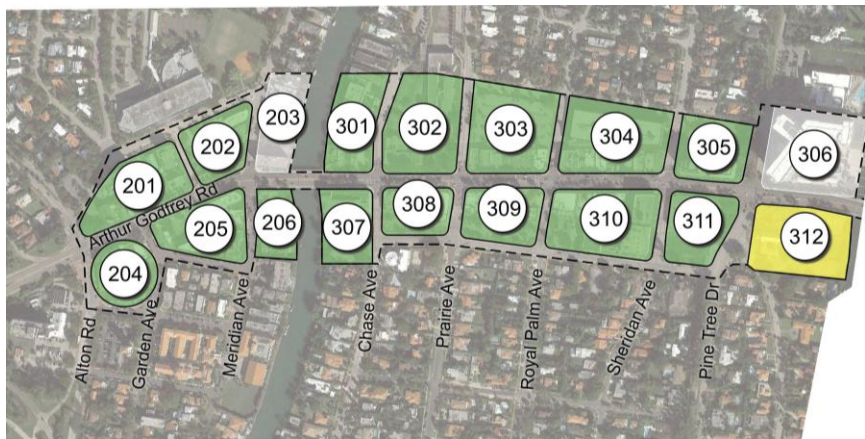 203
301
302
303
304
305
306
202
201
Arthur Godfrey Rd
204
205
206
307
308
309
310
311
312
Alton Rd
Garden Ave
Meridian Ave
Chase Ave
Prairie Ave
Royal Palm Ave
Sheridan Ave
Pine Tree Dr